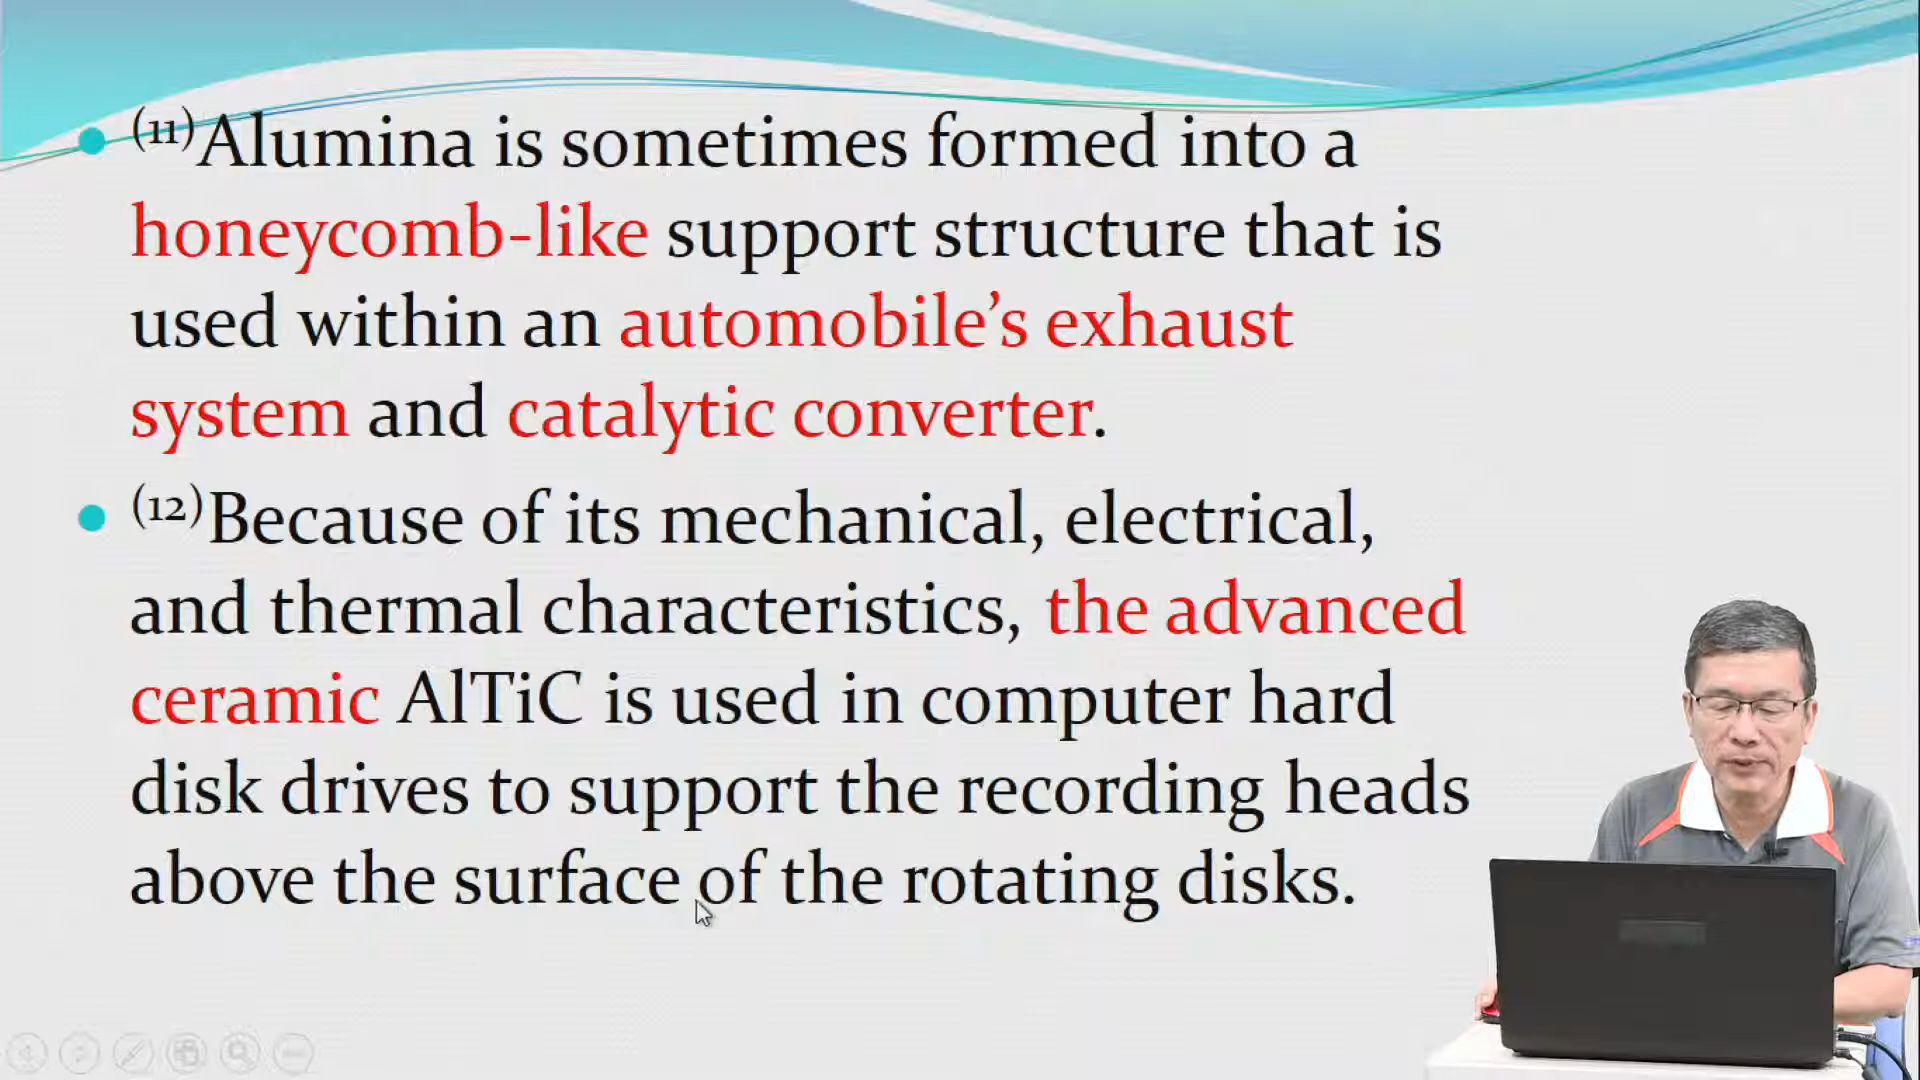 (11)Alumina is sometimes formed into a
honeycomb-like support structure that is
used within an automobile’s exhaust
system and catalytic converter.
(12)Because of its mechanical, electrical,
and thermal characteristics, the advanced
ceramic AlTiC is used in computer hard
disk drives to support the recording heads
above the surface of the rotating disks.